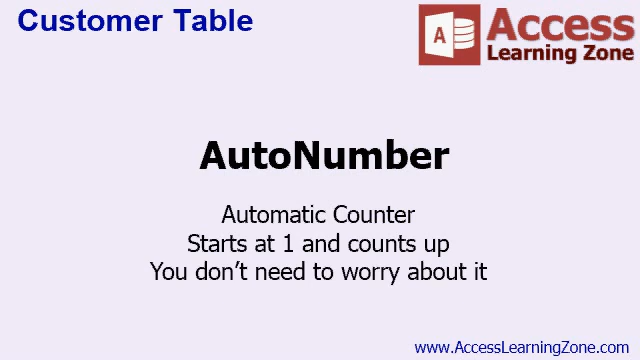 Customer Table
A
Access
Learning Zone
AutoNumber
Automatic Counter
Starts at 1 and counts up
You don't need to worry about it
www.AccessLearningZone.com